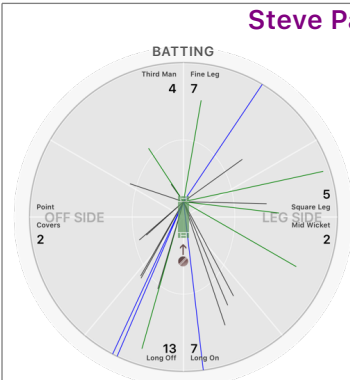 Steve Pa
BATTING
Third Man Fine Leg
4 7
5
Point Square Leg
OFF SIDE LEG SIDE
Covers Mid Wicket
2 2
13 7
Long Off Long On